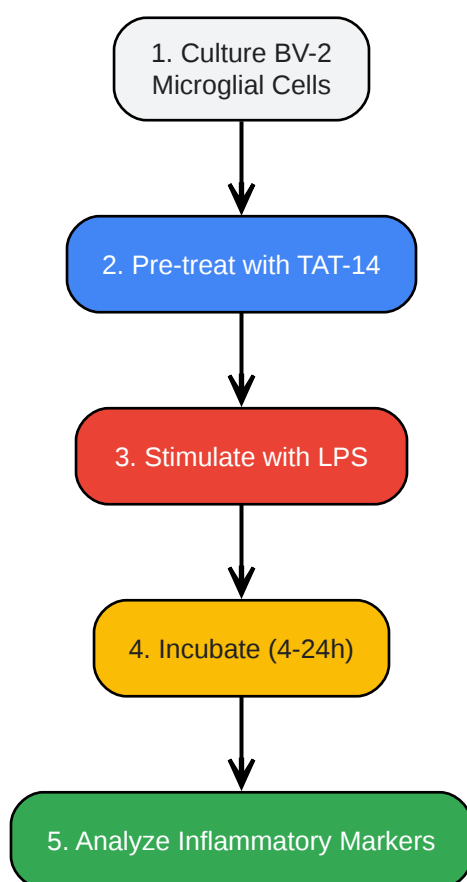 1. Culture BV-2
Microglial Cells
2. Pre-treat with TAT-14
3. Stimulate with LPS
4. Incubate (4-24h)
5. Analyze Inflammatory Markers